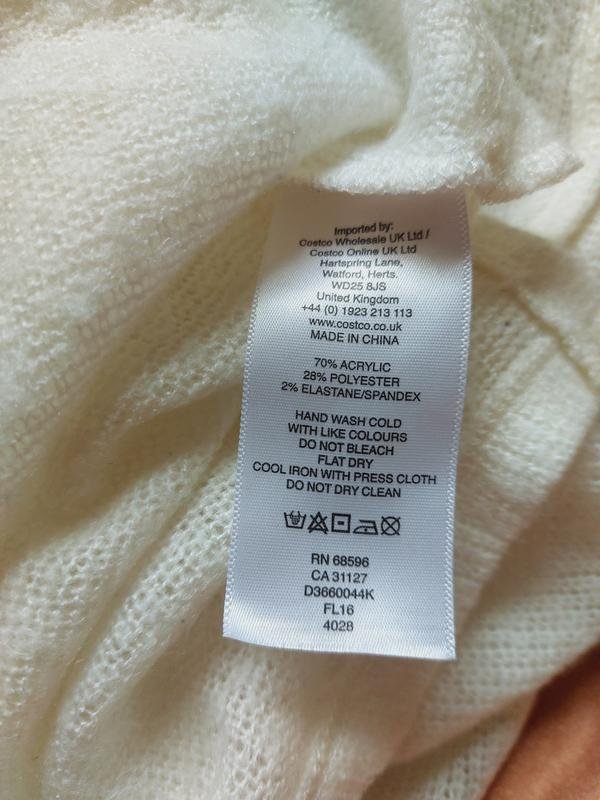 Imported by:
Costco Wholesale UK Ltd /
Costco Online UK Ltd
Hartspring Lane,
Watford, Herts.
WD25 8JS
United Kingdom
+44 (0) 1923 213 113
www.costco.co.uk
MADE IN CHINA
70% ACRYLIC
28% POLYESTER
2% ELASTANE/SPANDEX
HAND WASH COLD
WITH LIKE COLOURS
DO NOT BLEACH
FLAT DRY
COOL IRON WITH PRESS CLOTH
DO NOT DRY CLEAN
RN 68596
CA 31127
D3660044K
FL16
4028